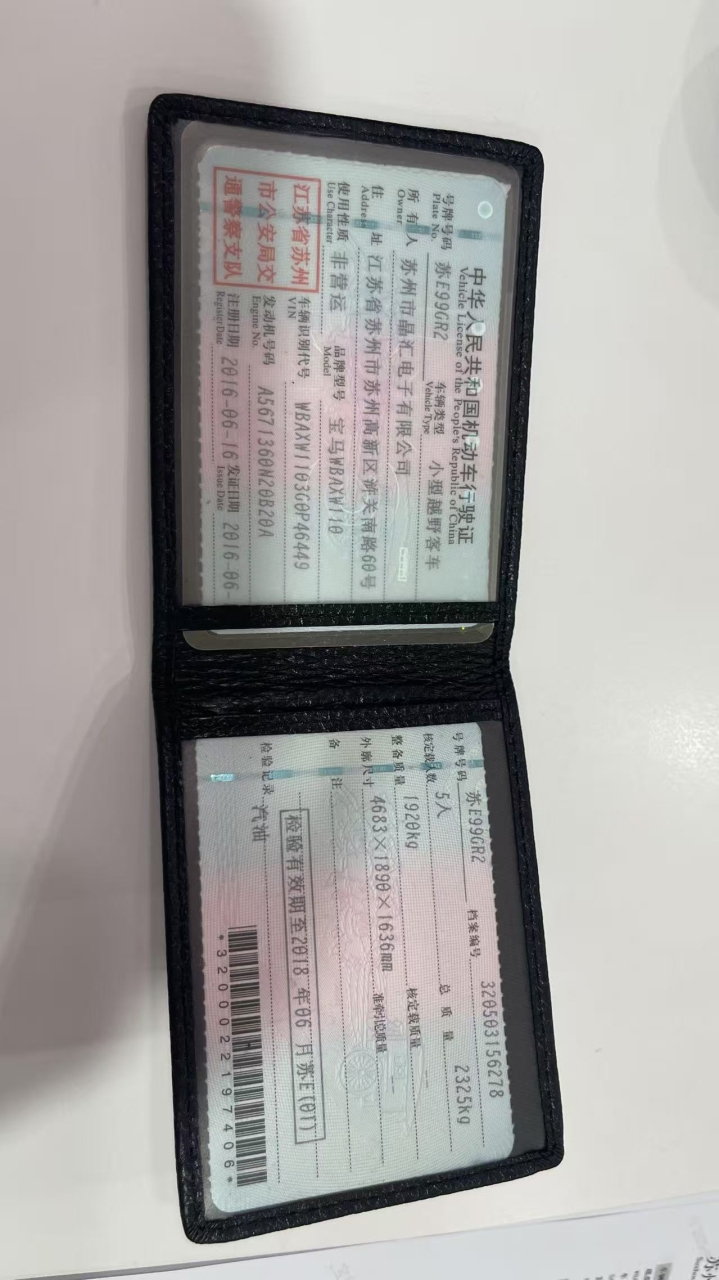 中华人民共和国机动车行驶证
Vehicle License of the People's Republic of China
号牌号码 苏E99GR2 车辆类型 小型越野客车
Plate No. Vehicle Type
所有人 苏州市晶汇电子有限公司
Owner
住址 江苏省苏州市苏州高新区浒关南路60号
Address
使用性质 非营运 品牌型号 宝马WBAXW110
Use Character Model
江苏省苏州
市公安局交
通警察支队
车辆识别代号 WBAXW1103G0P46449
VIN
发动机号码 A5671360N20B20A
Engine No.
注册日期 2016-06-16 发证日期 2016-06-
Register Date Issue Date
号牌号码 苏E99GR2 档案编号 320503156278
核定载人数 5人 总质量 2325kg
整备质量 1920kg 核定载质量 --
外廓尺寸 4683×1890×1636mm 准牵引总质量 --
备注
检验有效期至2018年06月苏E(01)
检验记录 汽油
*3200022197406*